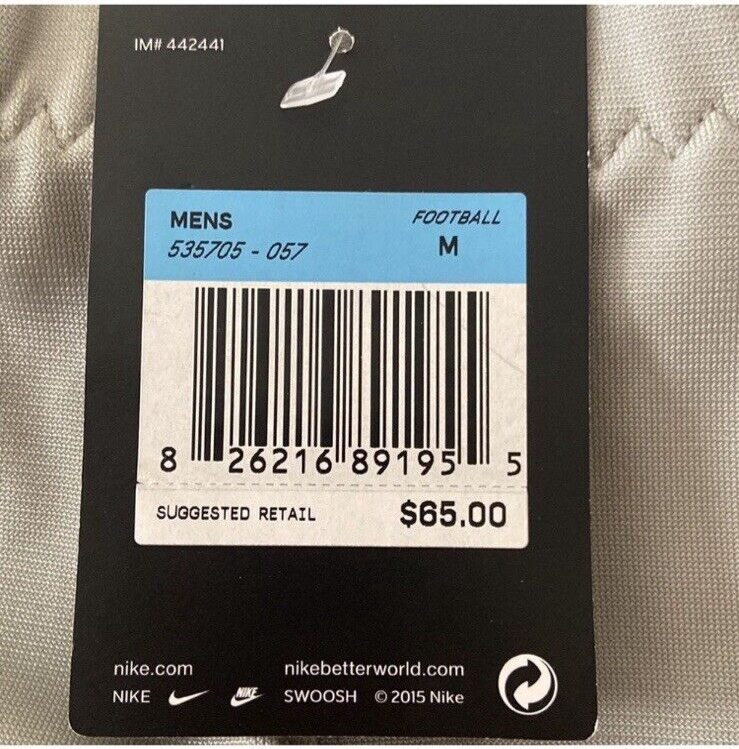 IM# 442441
MENS FOOTBALL
535705 - 057 M
8 26216 89195 5
SUGGESTED RETAIL $65.00
nike.com nikebetterworld.com
NIKE NIKE SWOOSH © 2015 Nike